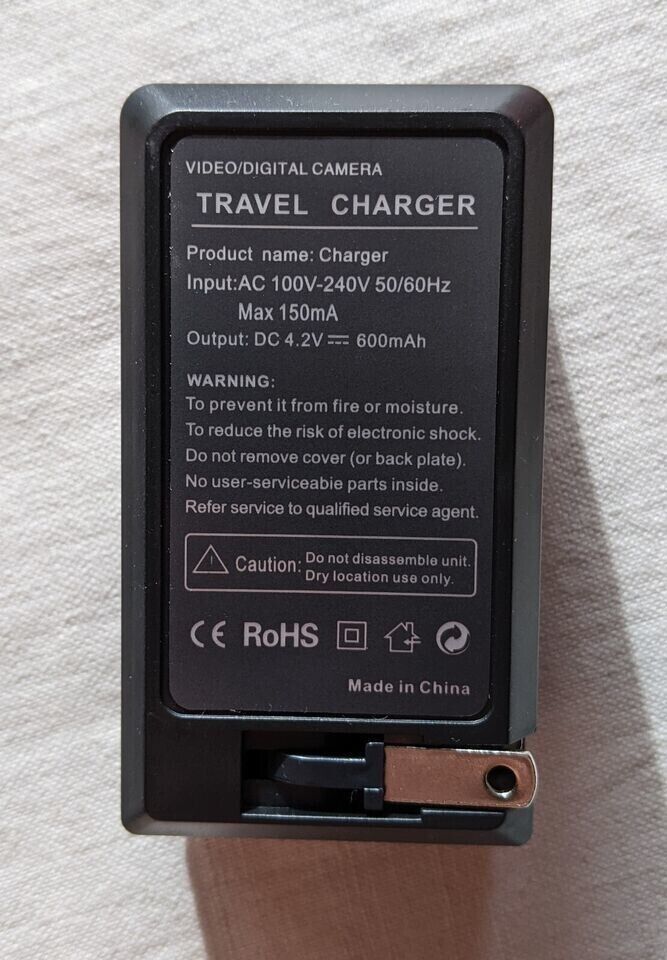 VIDEO/DIGITAL CAMERA
TRAVEL CHARGER
Product name: Charger
Input:AC 100V-240V 50/60Hz
Max 150mA
Output: DC 4.2V ⎓ 600mAh
WARNING:
To prevent it from fire or moisture.
To reduce the risk of electronic shock.
Do not remove cover (or back plate).
No user-serviceabie parts inside.
Refer service to qualified service agent.
Caution: Do not disassemble unit.
Dry location use only.
CE RoHS
Made in China